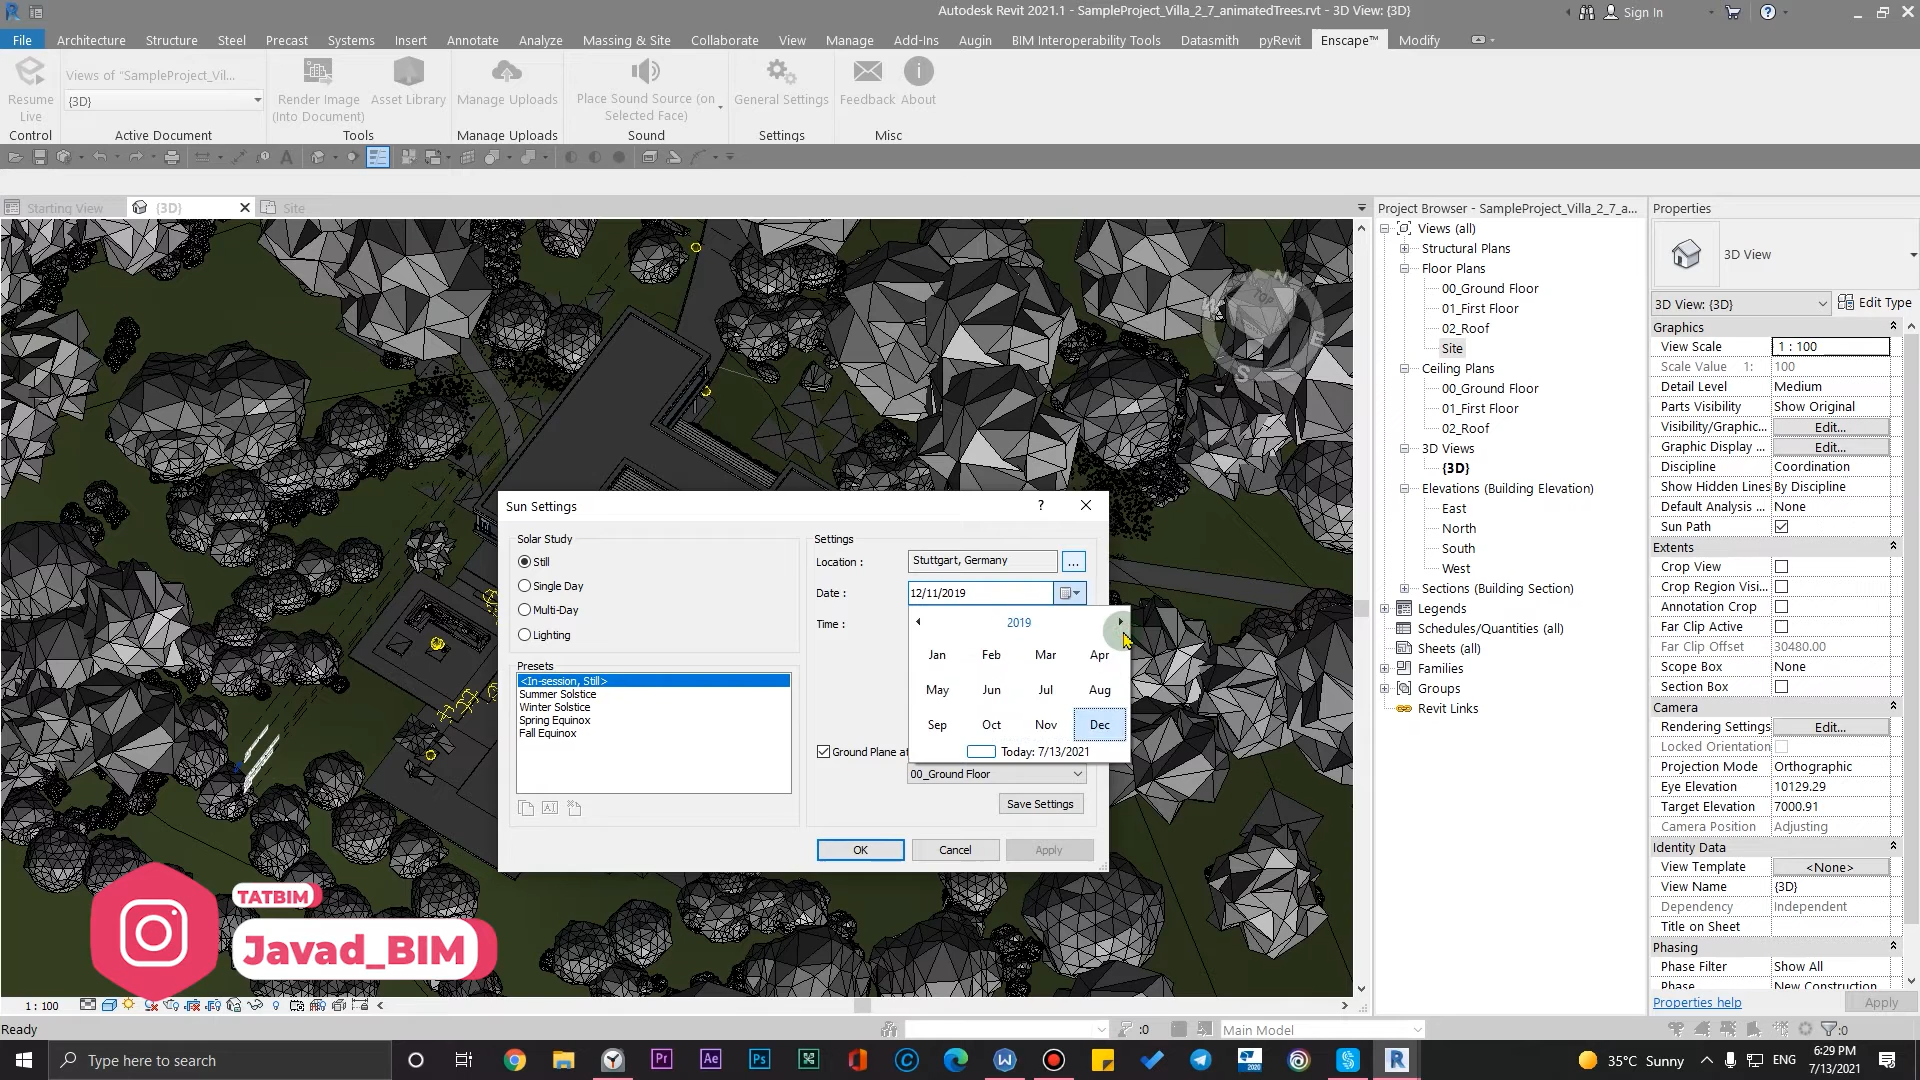 Autodesk Revit 2021.1 - SampleProject_Villa_2_7_animatedTrees.rvt - 3D View: {3D}
Sign In
File Architecture Structure Steel Precast Systems Insert Annotate Analyze Massing & Site Collaborate View Manage Add-Ins Augin BIM Interoperability Tools Datasmith pyRevit Enscape™ Modify
Resume Live
Control
Views of "SampleProject_Vil...
{3D}
Active Document
Render Image (Into Document)
Asset Library
Tools
Manage Uploads
Manage Uploads
Place Sound Source (on Selected Face)
Sound
General Settings
Settings
Feedback
About
Misc
Starting View
{3D}
Site
TOP
N
W
E
S
Sun Settings
?
Solar Study
Still
Single Day
Multi-Day
Lighting
Presets
<In-session, Still>
Summer Solstice
Winter Solstice
Spring Equinox
Fall Equinox
Settings
Location :
Stuttgart, Germany
...
Date :
12/11/2019
Time :
2019
Jan Feb Mar Apr
May Jun Jul Aug
Sep Oct Nov Dec
Today: 7/13/2021
Ground Plane at
00_Ground Floor
Save Settings
OK
Cancel
Apply
TATBIM
Javad_BIM
Project Browser - SampleProject_Villa_2_7_a...
Views (all)
Structural Plans
Floor Plans
00_Ground Floor
01_First Floor
02_Roof
Site
Ceiling Plans
00_Ground Floor
01_First Floor
02_Roof
3D Views
{3D}
Elevations (Building Elevation)
East
North
South
West
Sections (Building Section)
Legends
Schedules/Quantities (all)
Sheets (all)
Families
Groups
Revit Links
Properties
3D View
3D View: {3D}
Edit Type
Graphics
View Scale 1 : 100
Scale Value 1: 100
Detail Level Medium
Parts Visibility Show Original
Visibility/Graphic... Edit...
Graphic Display ... Edit...
Discipline Coordination
Show Hidden Lines By Discipline
Default Analysis ... None
Sun Path
Extents
Crop View
Crop Region Visi...
Annotation Crop
Far Clip Active
Far Clip Offset 30480.00
Scope Box None
Section Box
Camera
Rendering Settings Edit...
Locked Orientation
Projection Mode Orthographic
Eye Elevation 10129.29
Target Elevation 7000.91
Camera Position Adjusting
Identity Data
View Template <None>
View Name {3D}
Dependency Independent
Title on Sheet
Phasing
Phase Filter Show All
Phase New Construction
Properties help
Apply
1 : 100
Ready
:0
Main Model
:0
Type here to search
35°C Sunny
ENG
6:29 PM
7/13/2021